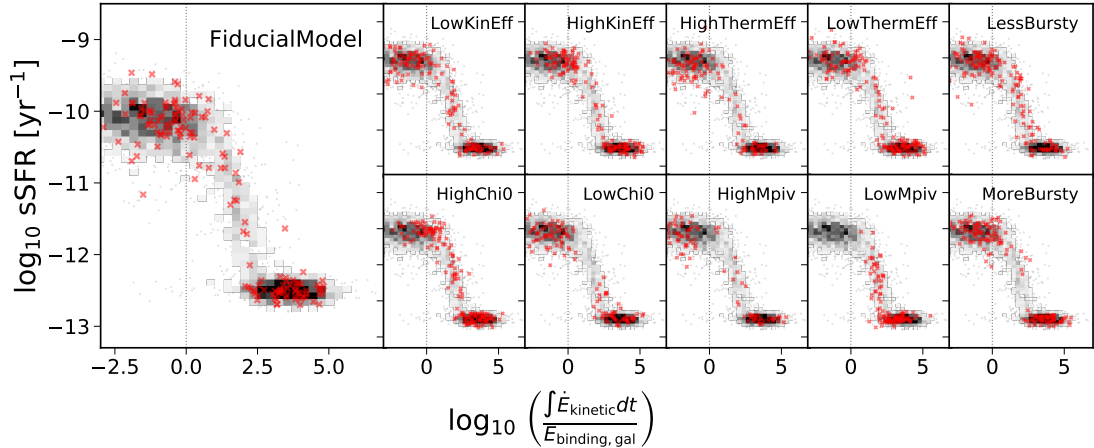 FiducialModel
LowKinEff
HighKinEff
HighThermEff
LowThermEff
LessBursty
HighChi0
LowChi0
HighMpiv
LowMpiv
MoreBursty
log₁₀ sSFR [yr⁻¹]
−9
−10
−11
−12
−13
−2.5 0.0 2.5 5.0
0 5 0 5 0 5 0 5 0 5
log₁₀ (∫Ė_kinetic dt / E_binding, gal)